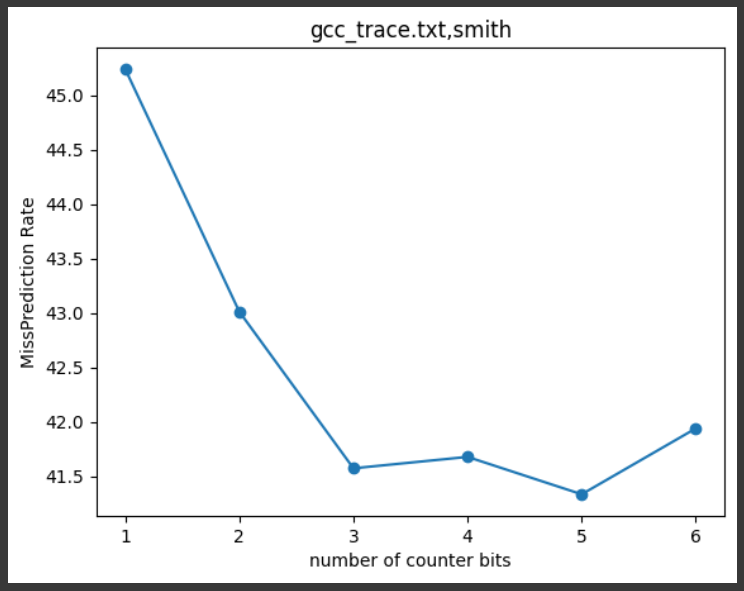 gcc_trace.txt,smith
45.0
44.5
44.0
43.5
43.0
42.5
42.0
41.5
MissPrediction Rate
1 2 3 4 5 6
number of counter bits